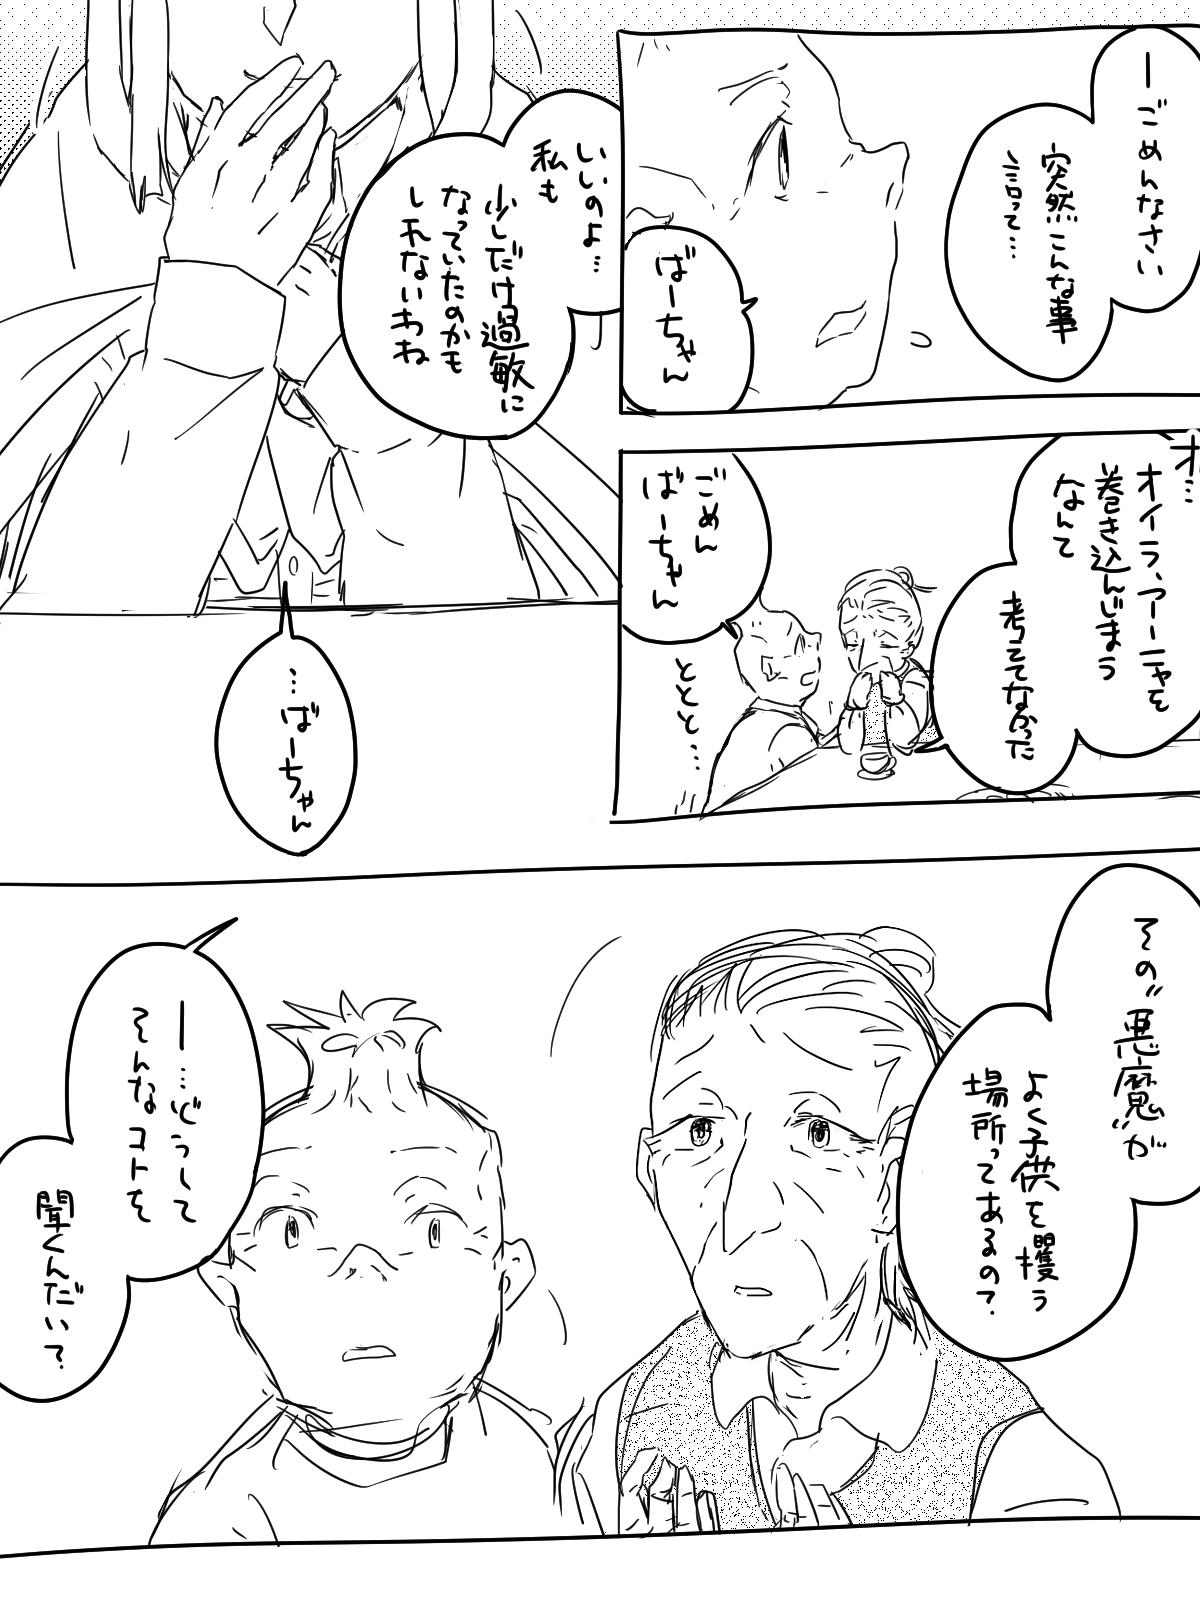 ーごめんなさい
突然こんな事
言って…
ばーちゃん
オ…
オイラ、アーニャを
巻き込んじまう
なんて
考えてなかった
ごめん
ばーちゃん
ととと…
いいのよ…
私も
少しだけ過敏に
なっていたのかも
しれないわね
…ばーちゃん
その〝悪魔〟が
よく子供を攫う
場所ってあるの?
ー…どうして
そんなコトを
聞くんだい?